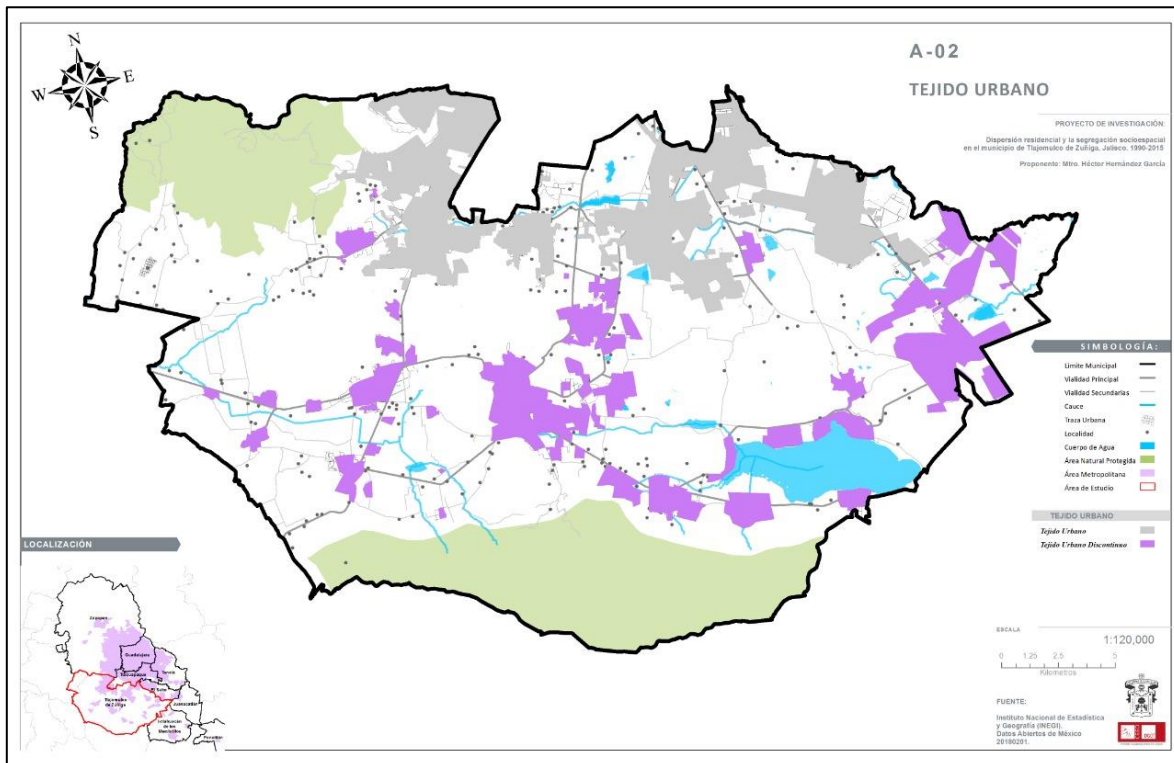 N
W
E
S
A-02
TEJIDO URBANO
PROYECTO DE INVESTIGACIÓN:
Dispersión residencial y la segregación socioespacial
en el municipio de Tlajomulco de Zuñiga, Jalisco. 1990-2015
Proponente: Mtro. Héctor Hernández García
SIMBOLOGÍA:
Límite Municipal
Vialidad Principal
Vialidad Secundarias
Cauce
Traza Urbana
Localidad
Cuerpo de Agua
Área Natural Protegida
Área Metropolitana
Área de Estudio
TEJIDO URBANO
Tejido Urbano
Tejido Urbano Discontinuo
LOCALIZACIÓN
Zapopan
Guadalajara
Tonalá
El Salto
Tlajomulco
de Zúñiga
Juanacatlán
ESCALA
1:120,000
0 1.25 2.5 5
Kilometros
FUENTE:
Instituto Nacional de Estadística
y Geografía (INEGI).
Datos Abiertos de México
20180201.